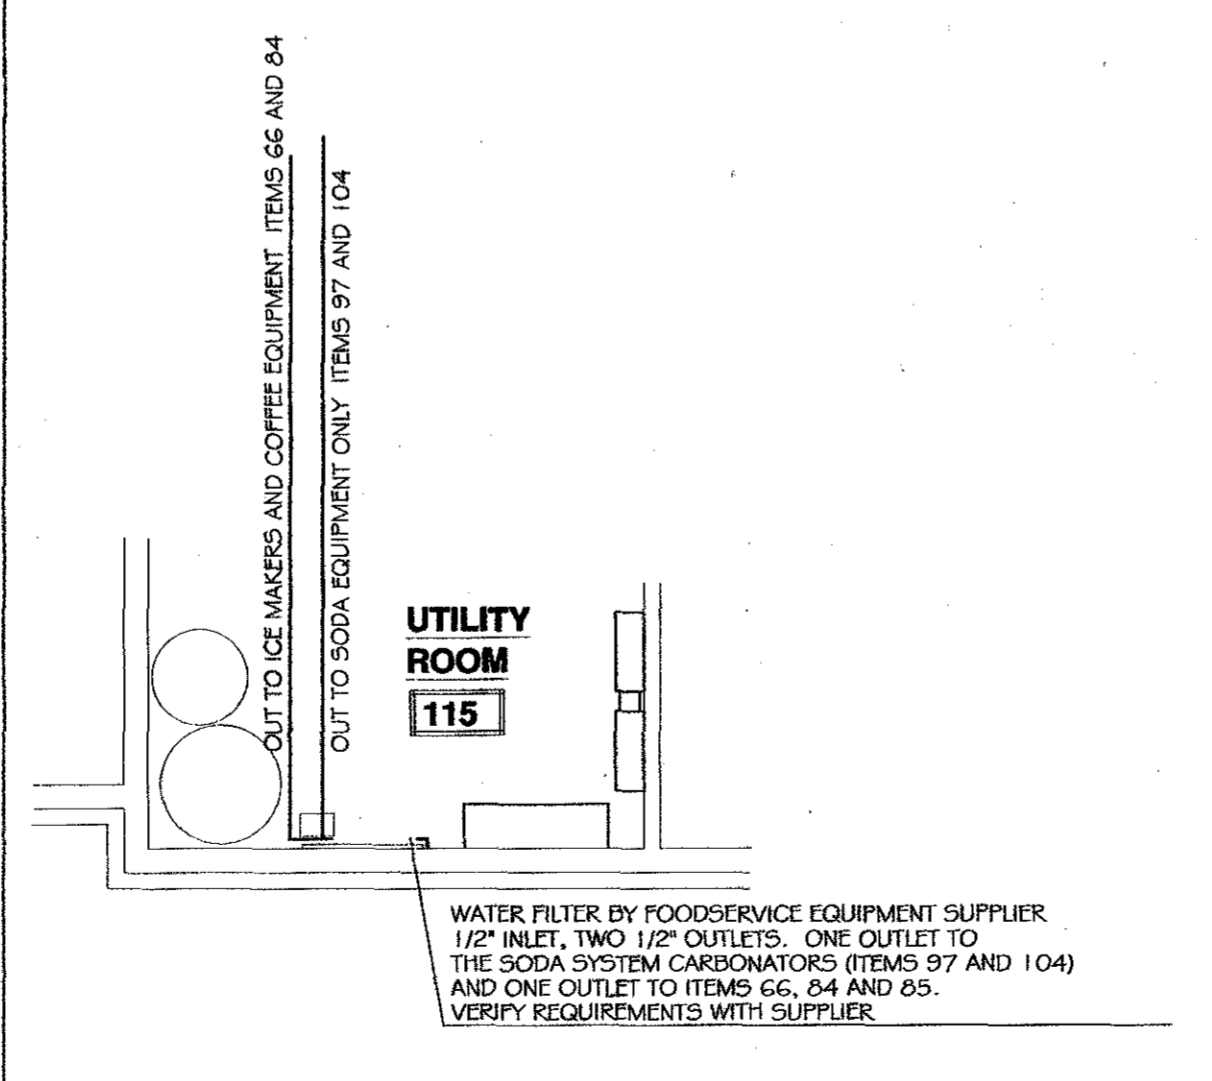 OUT TO ICE MAKERS AND COFFEE EQUIPMENT ITEMS 66 AND 84
OUT TO SODA EQUIPMENT ONLY ITEMS 97 AND 104
UTILITY
ROOM
115
WATER FILTER BY FOODSERVICE EQUIPMENT SUPPLIER
1/2" INLET, TWO 1/2" OUTLETS. ONE OUTLET TO
THE SODA SYSTEM CARBONATORS (ITEMS 97 AND 104)
AND ONE OUTLET TO ITEMS 66, 84 AND 85.
VERIFY REQUIREMENTS WITH SUPPLIER